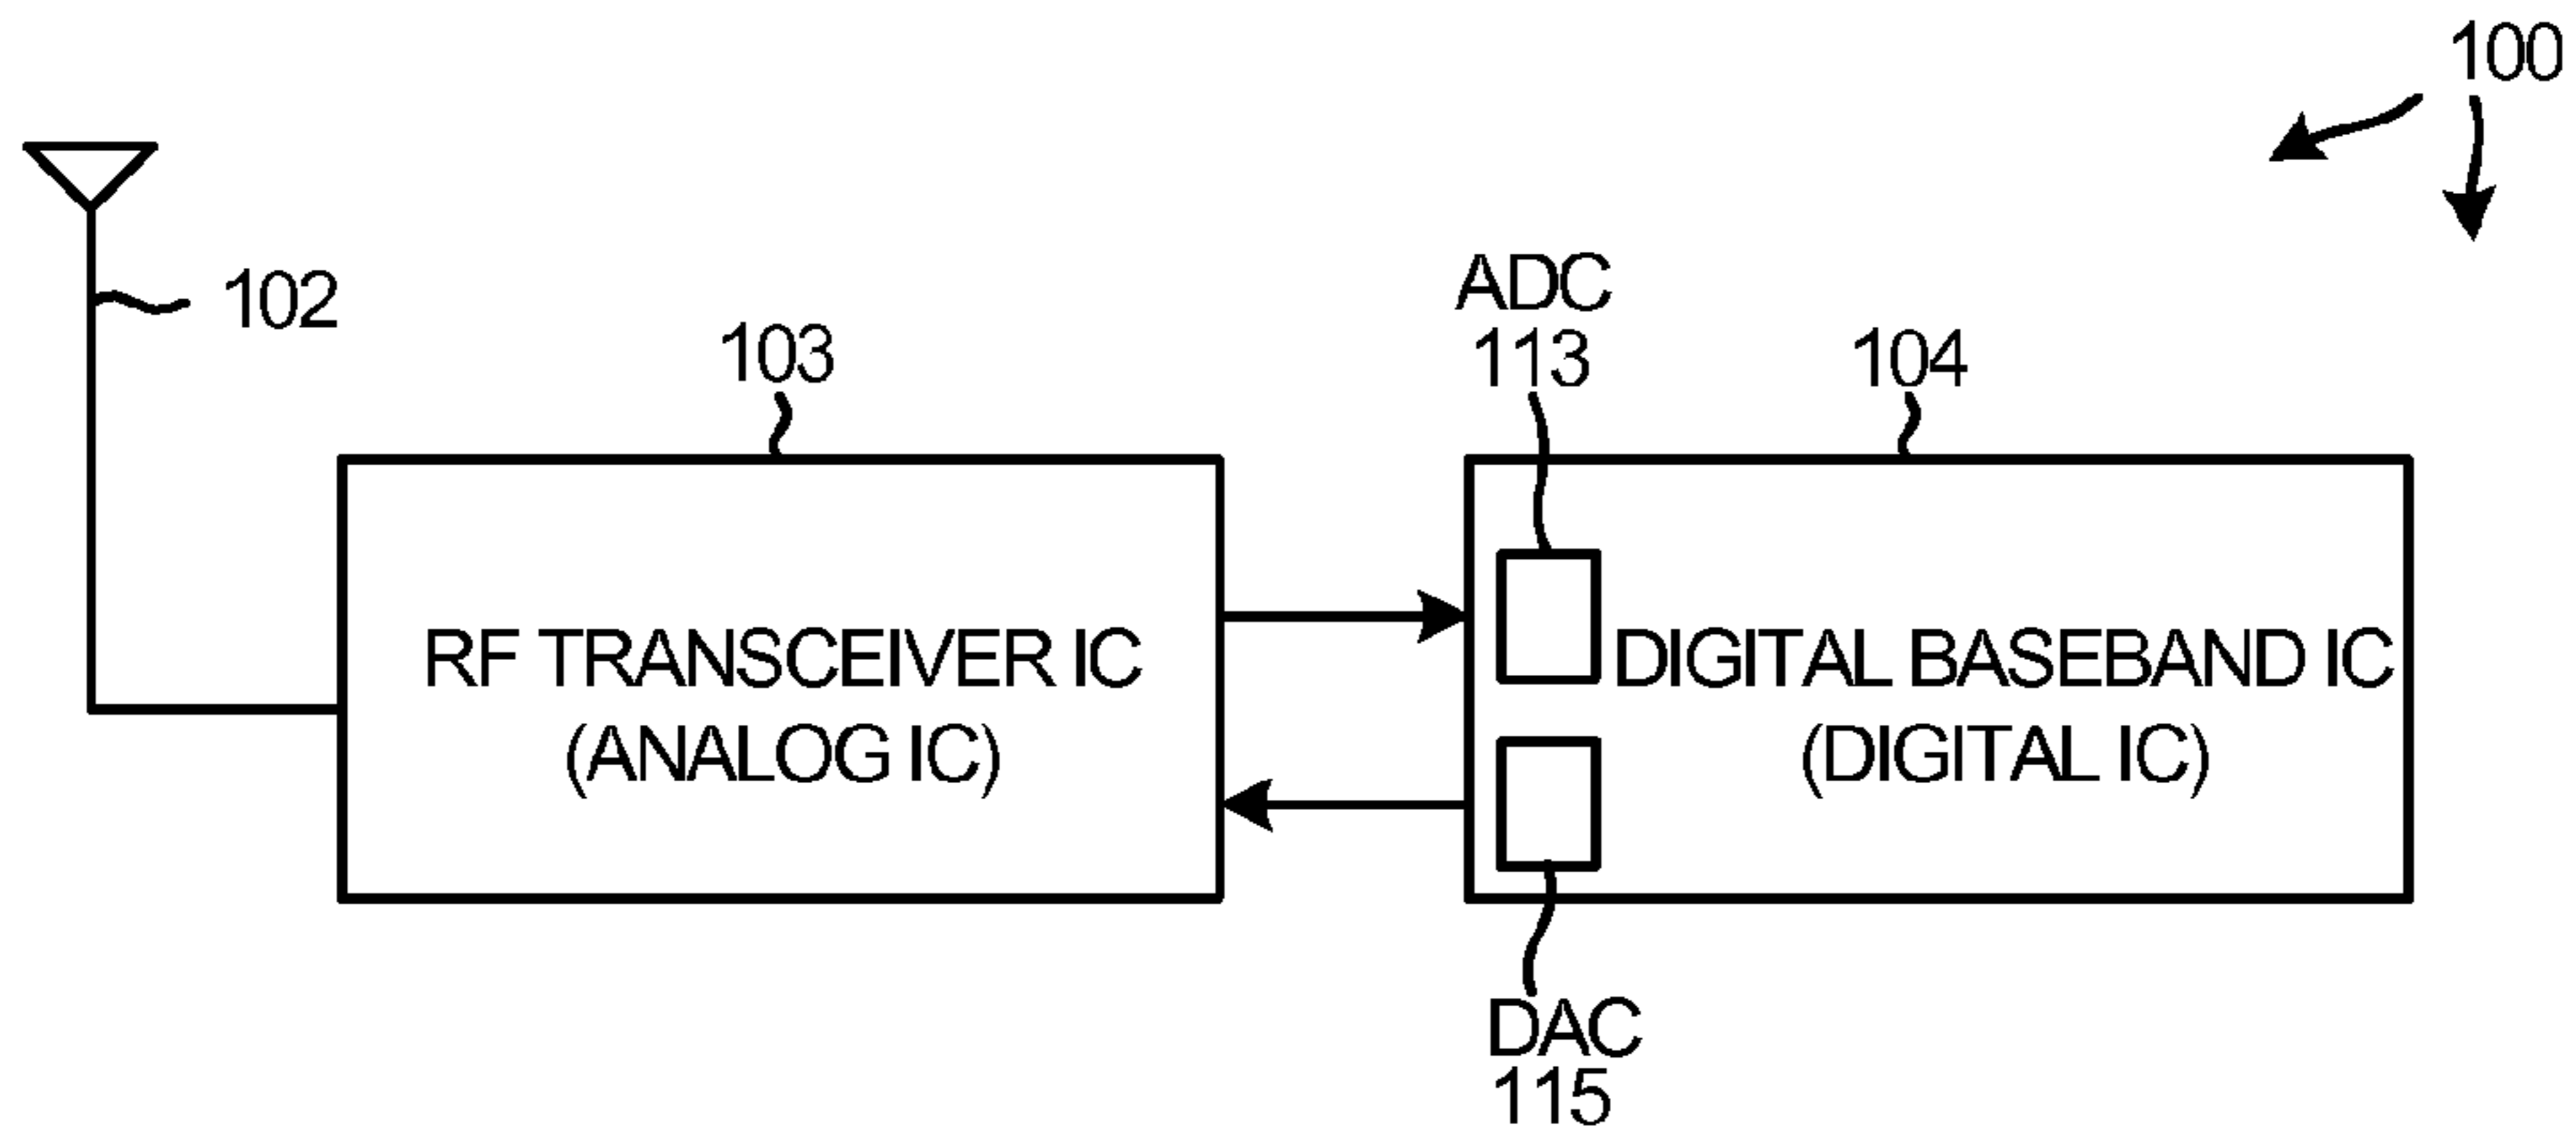 100
102
103
ADC
113
104
RF TRANSCEIVER IC
(ANALOG IC)
DIGITAL BASEBAND IC
(DIGITAL IC)
DAC
115